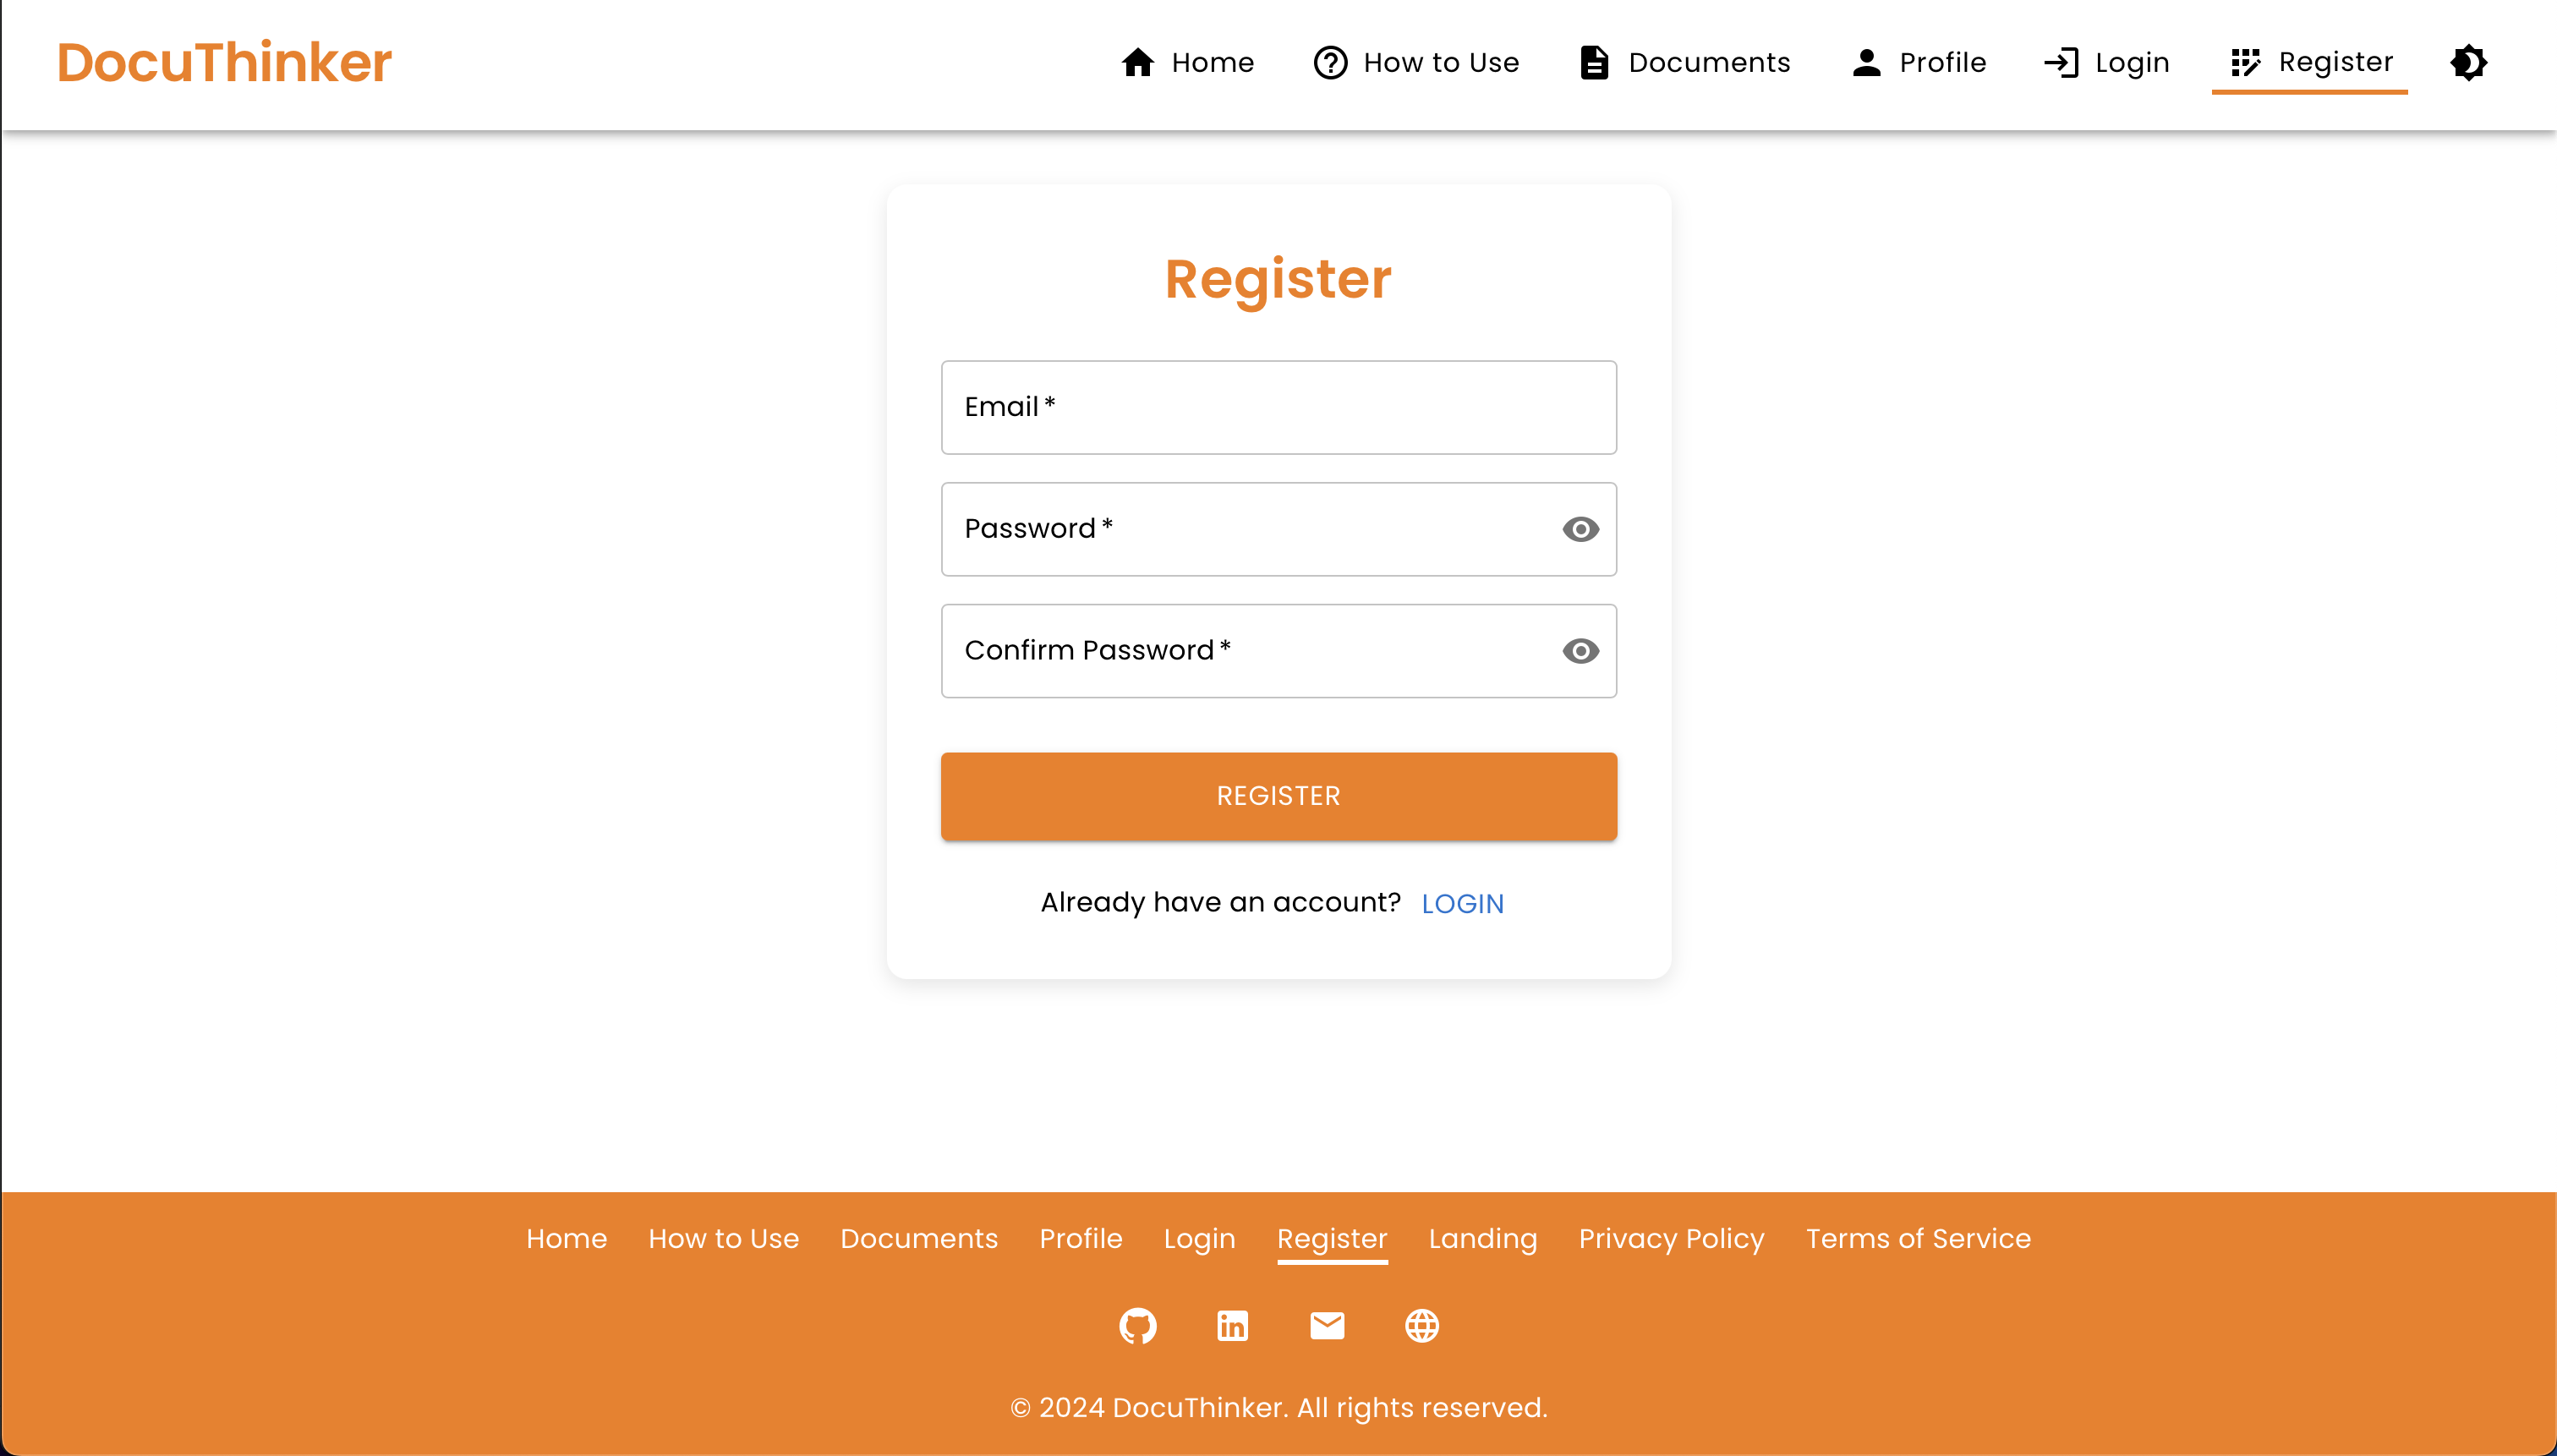 DocuThinker
Home How to Use Documents Profile Login Register
Register
Email *
Password *
Confirm Password *
REGISTER
Already have an account? LOGIN
Home How to Use Documents Profile Login Register Landing Privacy Policy Terms of Service
© 2024 DocuThinker. All rights reserved.